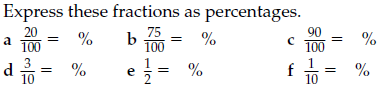 Express these fractions as percentages.
a 20/100 = % b 75/100 = % c 90/100 = %
d 3/10 = % e 1/2 = % f 1/10 = %